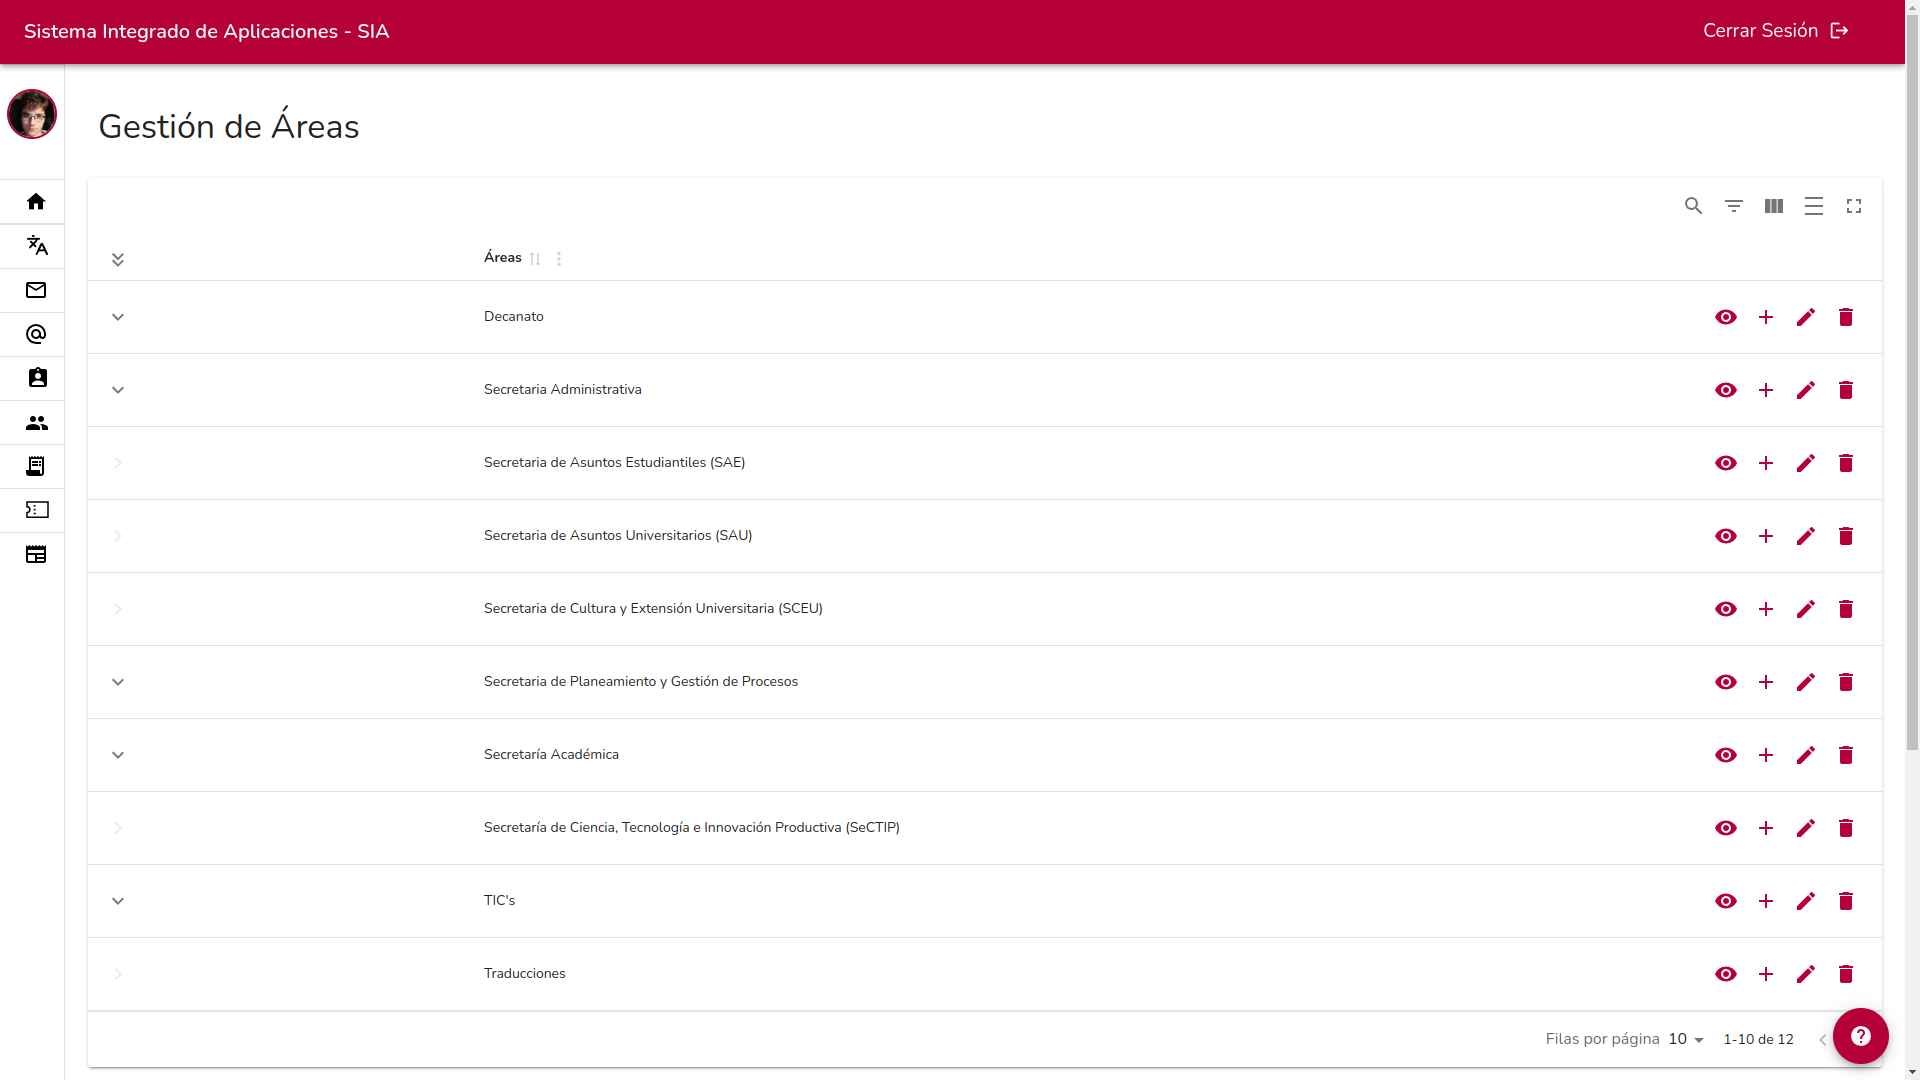 Sistema Integrado de Aplicaciones - SIA
Cerrar Sesión
Gestión de Áreas
Áreas
Decanato
Secretaria Administrativa
Secretaria de Asuntos Estudiantiles (SAE)
Secretaria de Asuntos Universitarios (SAU)
Secretaria de Cultura y Extensión Universitaria (SCEU)
Secretaria de Planeamiento y Gestión de Procesos
Secretaría Académica
Secretaría de Ciencia, Tecnología e Innovación Productiva (SeCTIP)
TIC's
Traducciones
Filas por página 10 1-10 de 12